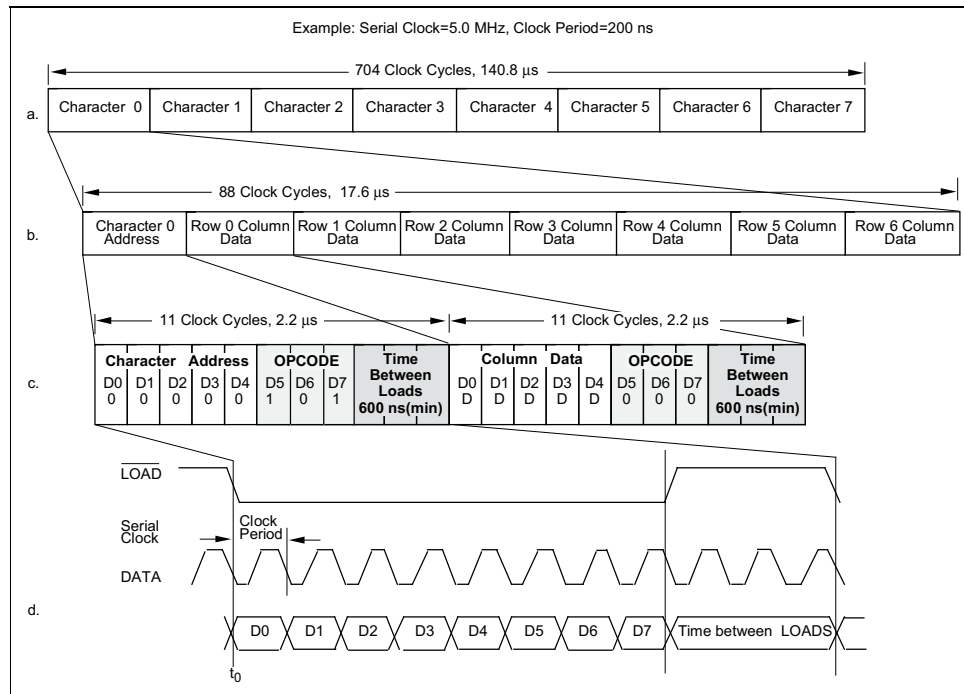 Example: Serial Clock=5.0 MHz, Clock Period=200 ns
704 Clock Cycles, 140.8 μs
a.
Character 0 Character 1 Character 2 Character 3 Character 4 Character 5 Character 6 Character 7
88 Clock Cycles, 17.6 μs
b.
Character 0 Address
Row 0 Column Data
Row 1 Column Data
Row 2 Column Data
Row 3 Column Data
Row 4 Column Data
Row 5 Column Data
Row 6 Column Data
11 Clock Cycles, 2.2 μs 11 Clock Cycles, 2.2 μs
c.
Character Address
D0 D1 D2 D3 D4
0 0 0 0 0
OPCODE
D5 D6 D7
1 0 1
Time
Between
Loads
600 ns(min)
Column Data
D0 D1 D2 D3 D4
D D D D D
OPCODE
D5 D6 D7
0 0 0
Time
Between
Loads
600 ns(min)
LOAD
Serial
Clock
Clock
Period
DATA
d.
D0 D1 D2 D3 D4 D5 D6 D7 Time between LOADS
t0